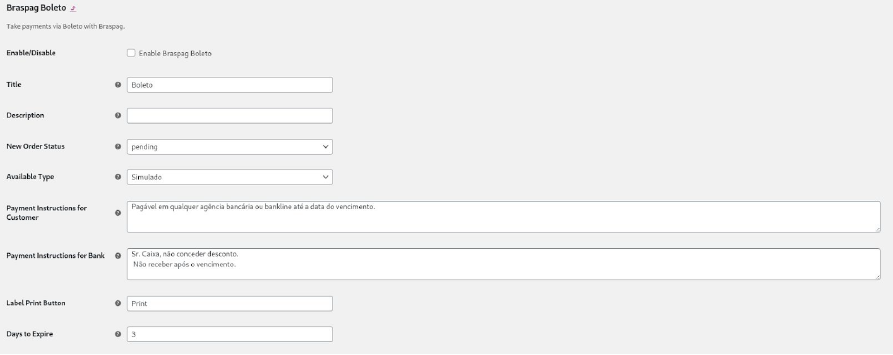 Braspag Boleto
Take payments via Boleto with Braspag.
Enable/Disable
Enable Braspag Boleto
Title
Boleto
Description
New Order Status
pending
Available Type
Simulado
Payment Instructions for
Customer
Pagável em qualquer agência bancária ou bankline até a data do vencimento.
Payment Instructions for Bank
Sr. Caixa, não conceder desconto.
Não receber após o vencimento.
Label Print Button
Print
Days to Expire
3